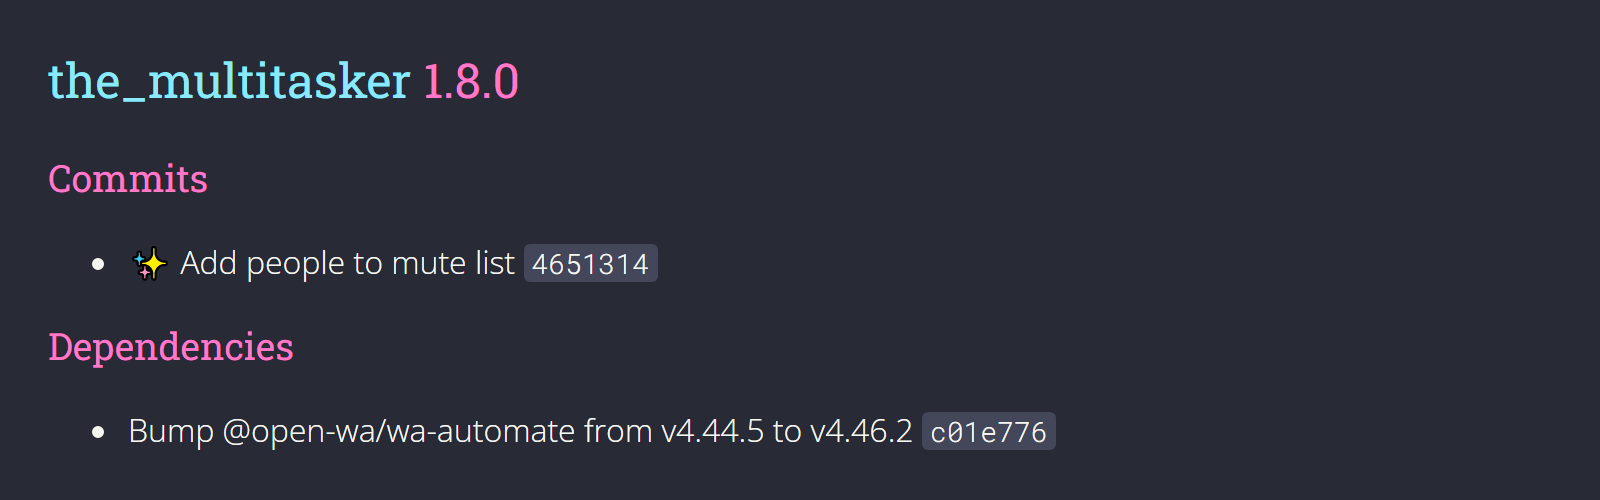 the_multitasker 1.8.0
Commits
✨ Add people to mute list 4651314
Dependencies
Bump @open-wa/wa-automate from v4.44.5 to v4.46.2 c01e776